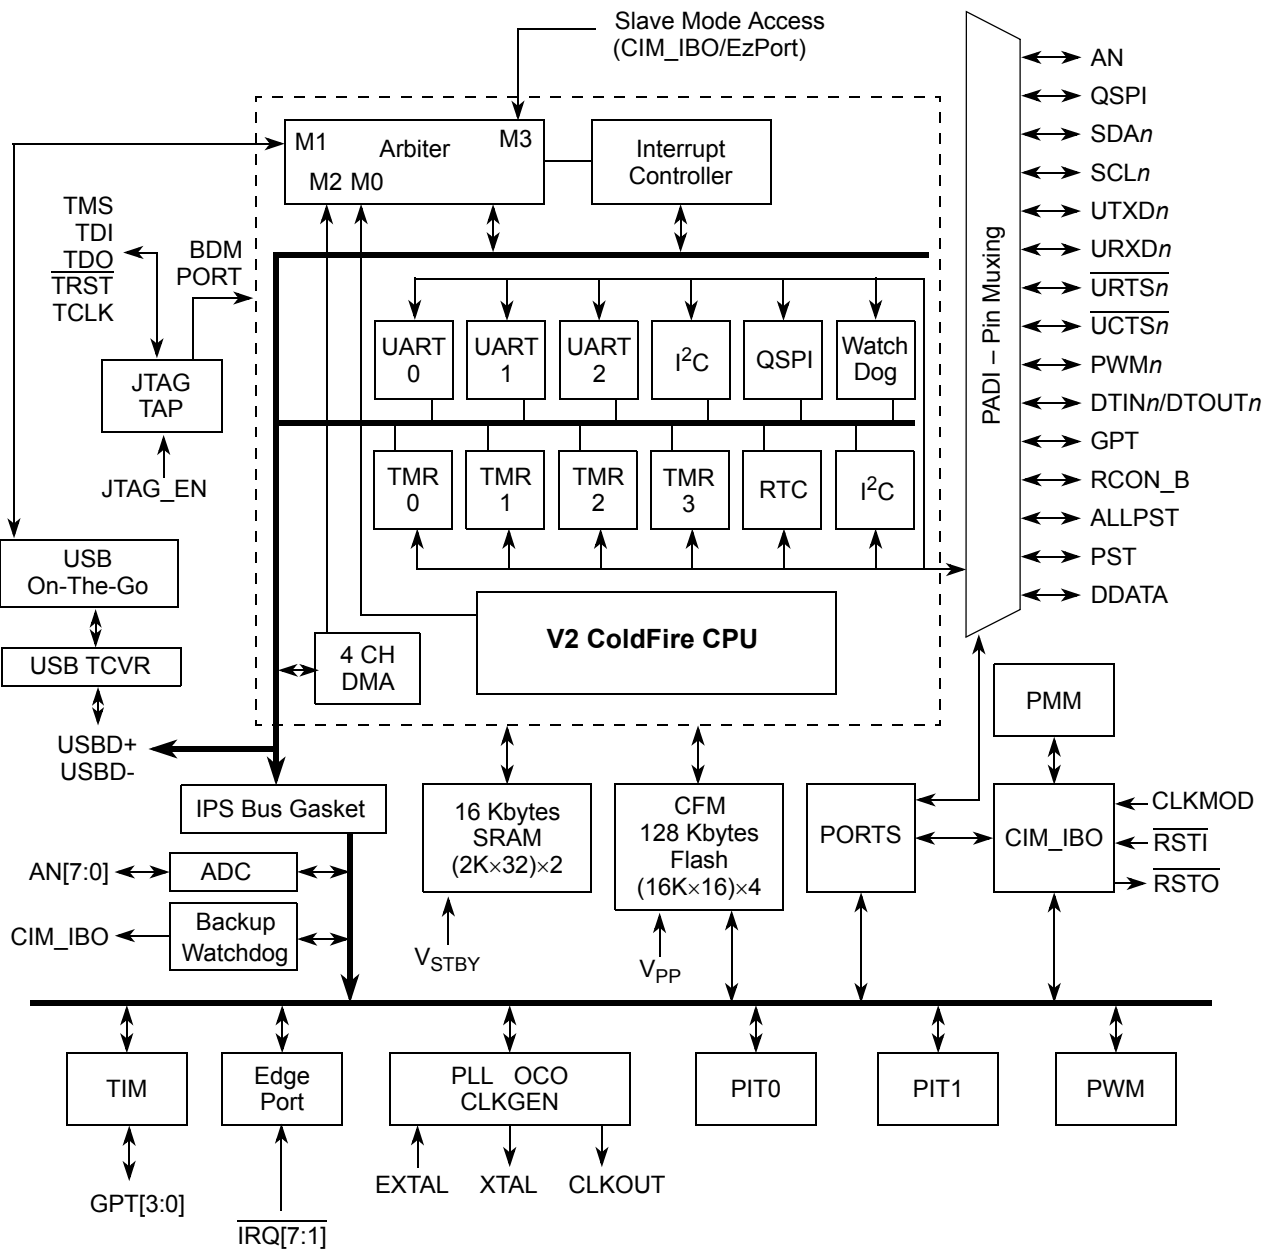 Slave Mode Access
(CIM_IBO/EzPort)
M1
Arbiter
M3
M2 M0
Interrupt
Controller
TMS
TDI
TDO
TRST
TCLK
BDM
PORT
JTAG
TAP
JTAG_EN
UART
0
UART
1
UART
2
I²C
QSPI
Watch
Dog
TMR
0
TMR
1
TMR
2
TMR
3
RTC
I²C
V2 ColdFire CPU
4 CH
DMA
USB
On-The-Go
USB TCVR
USBD+
USBD-
PADI – Pin Muxing
AN
QSPI
SDAn
SCLn
UTXDn
URXDn
URTSn
UCTSn
PWMn
DTINn/DTOUTn
GPT
RCON_B
ALLPST
PST
DDATA
PMM
IPS Bus Gasket
16 Kbytes
SRAM
(2K×32)×2
VSTBY
CFM
128 Kbytes
Flash
(16K×16)×4
VPP
PORTS
CIM_IBO
CLKMOD
RSTI
RSTO
AN[7:0]
ADC
CIM_IBO
Backup
Watchdog
TIM
GPT[3:0]
Edge
Port
IRQ[7:1]
PLL OCO
CLKGEN
EXTAL
XTAL
CLKOUT
PIT0
PIT1
PWM